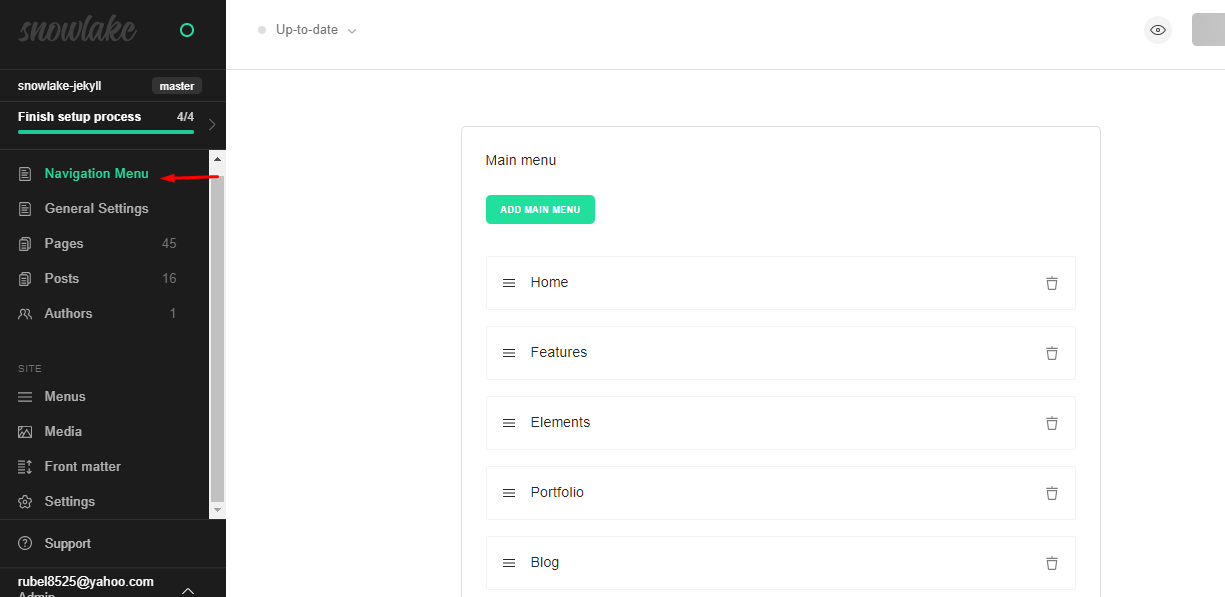 snowlake
Up-to-date
snowlake-jekyll master
Finish setup process 4/4
Navigation Menu
General Settings
Pages 45
Posts 16
Authors 1
SITE
Menus
Media
Front matter
Settings
Support
rubel8525@yahoo.com
Admin
Main menu
ADD MAIN MENU
Home
Features
Elements
Portfolio
Blog